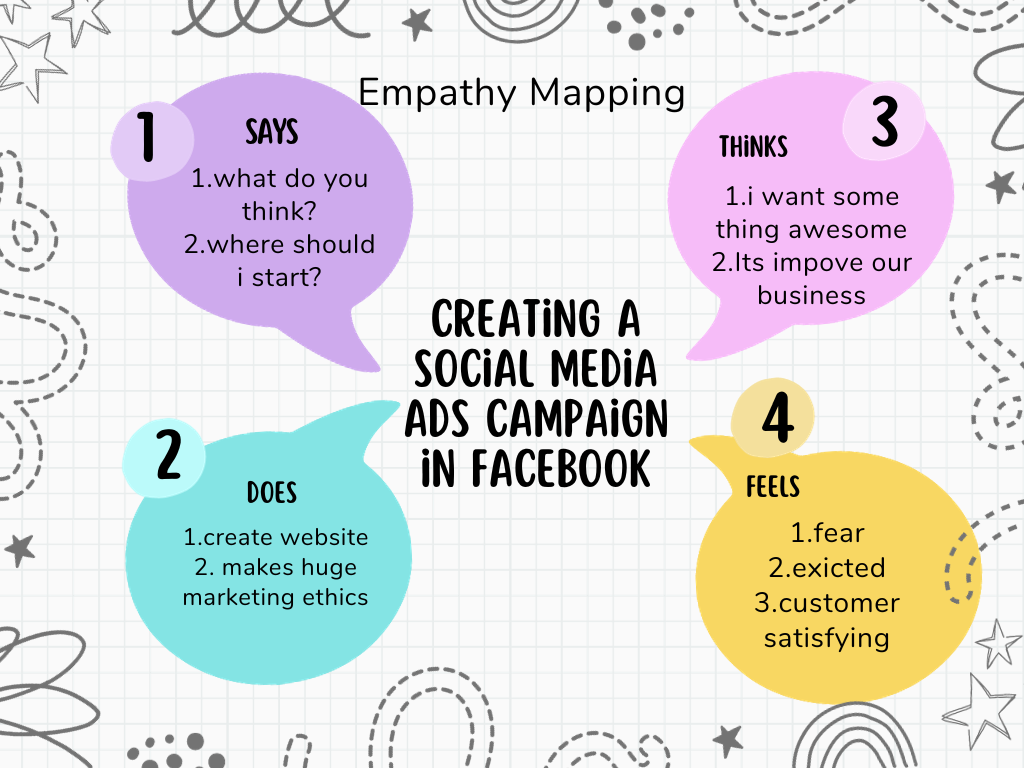 Empathy Mapping
1
SAYS
1.what do you
think?
2.where should
i start?
3
THiNKS
1.i want some
thing awesome
2.Its impove our
business
CREATiNG A
SOCiAL MEDiA
ADS CAMPAiGN
iN FACEBOOK
2
DOES
1.create website
2. makes huge
marketing ethics
4
FEELS
1.fear
2.exicted
3.customer
satisfying